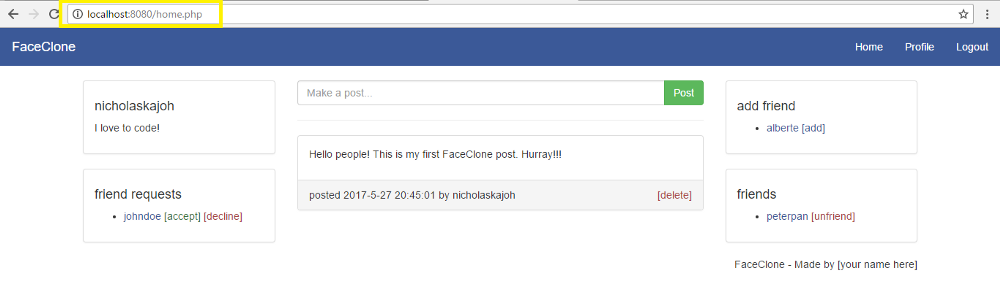 localhost:8080/home.php
FaceClone
Home Profile Logout
nicholaskajoh
I love to code!
friend requests
johndoe [accept] [decline]
Make a post...
Post
Hello people! This is my first FaceClone post. Hurray!!!
posted 2017-5-27 20:45:01 by nicholaskajoh
[delete]
add friend
alberte [add]
friends
peterpan [unfriend]
FaceClone - Made by [your name here]